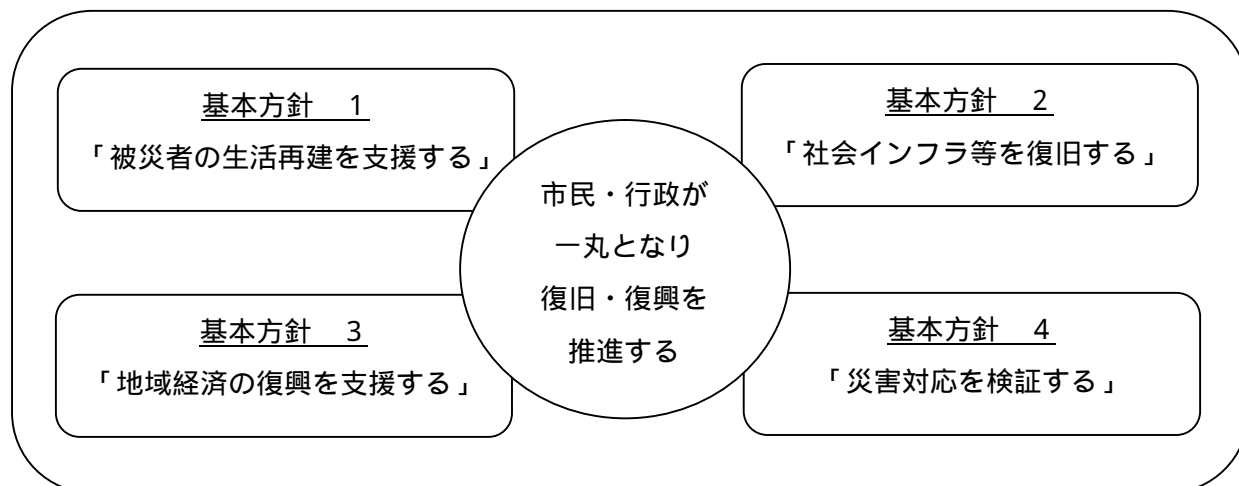 基本方針　1
「被災者の生活再建を支援する」
基本方針　2
「社会インフラ等を復旧する」
市民・行政が
一丸となり
復旧・復興を
推進する
基本方針　3
「地域経済の復興を支援する」
基本方針　4
「災害対応を検証する」